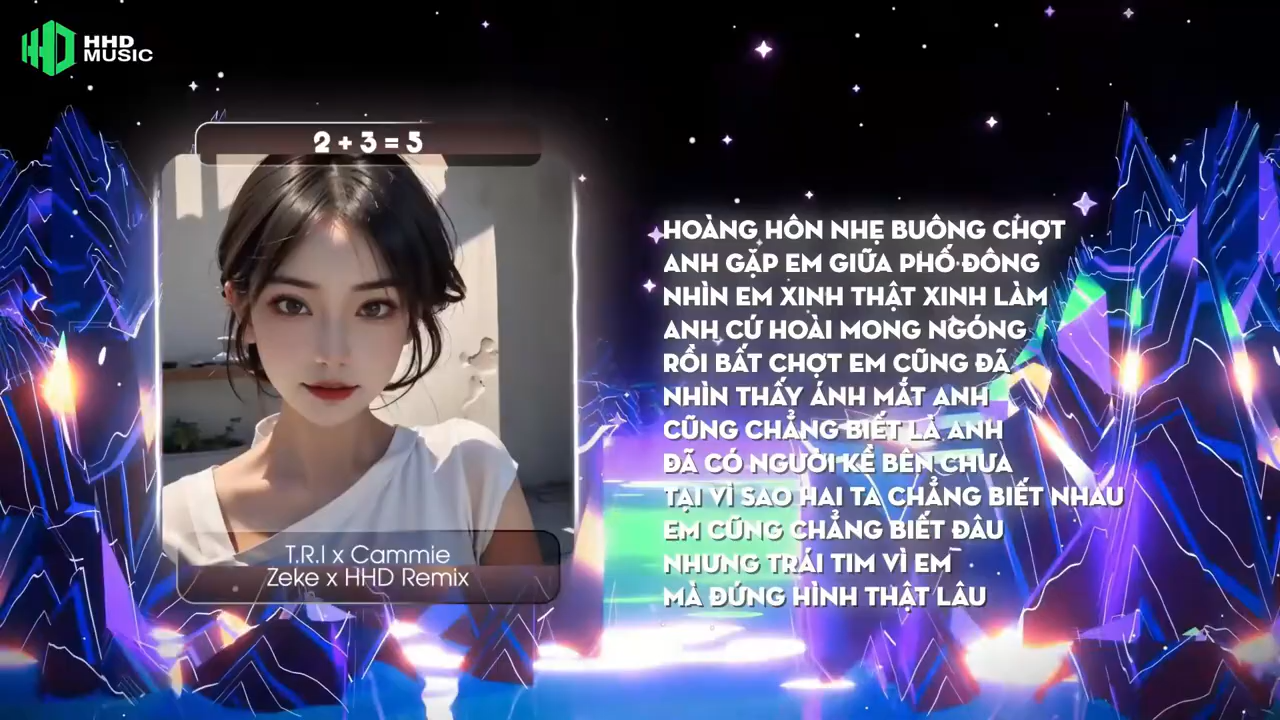 HHD
MUSIC
2 + 3 = 5
T.R.I x Cammie
Zeke x HHD Remix
HOÀNG HÔN NHẸ BUÔNG CHỢT
ANH GẶP EM GIỮA PHỐ ĐÔNG
NHÌN EM XINH THẬT XINH LÀM
ANH CỨ HOÀI MONG NGÓNG
RỒI BẤT CHỢT EM CŨNG ĐÃ
NHÌN THẤY ÁNH MẮT ANH
CŨNG CHẲNG BIẾT LÀ ANH
ĐÃ CÓ NGƯỜI KỀ BÊN CHƯA
TẠI VÌ SAO HAI TA CHẲNG BIẾT NHAU
EM CŨNG CHẲNG BIẾT ĐÂU
NHƯNG TRÁI TIM VÌ EM
MÀ ĐỨNG HÌNH THẬT LÂU